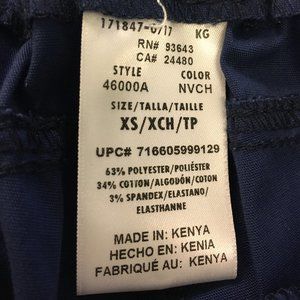 171847-0717 KG
RN# 93643
CA# 24480
STYLE COLOR
46000A NVCH
SIZE/TALLA/TAILLE
XS/XCH/TP
UPC# 716605999129
63% POLYESTER/POLIÉSTER
34% COTTON/ALGODÓN/COTON
3% SPANDEX/ELASTANO/
ELASTHANNE
MADE IN: KENYA
HECHO EN: KENIA
FABRIQUÉ AU: KENYA